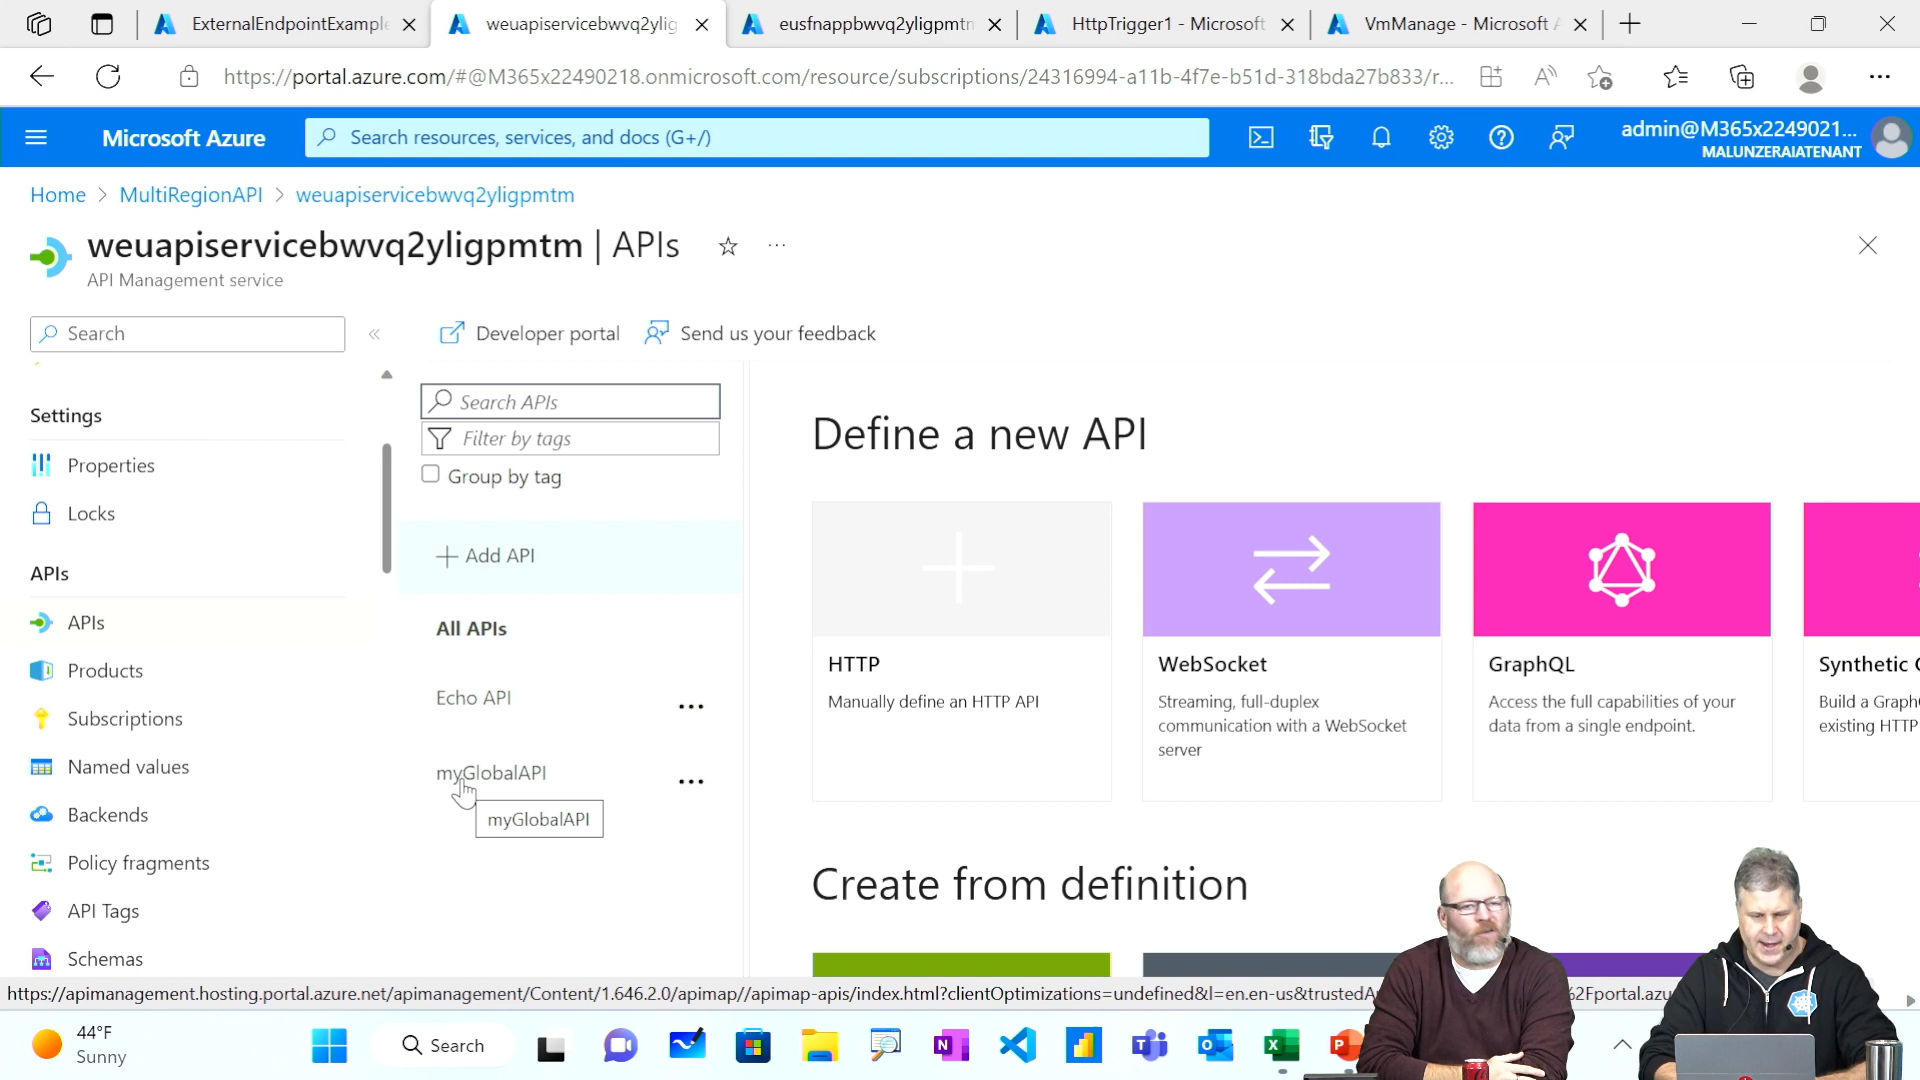 ExternalEndpointExample
weuapiservicebwvq2ylig
eusfnappbwvq2yligpmtm
HttpTrigger1 - Microsoft
VmManage - Microsoft A
https://portal.azure.com/#@M365x22490218.onmicrosoft.com/resource/subscriptions/24316994-a11b-4f7e-b51d-318bda27b833/r...
Microsoft Azure
Search resources, services, and docs (G+/)
admin@M365x2249021...
MALUNZERAIATENANT
Home > MultiRegionAPI > weuapiservicebwvq2yligpmtm
weuapiservicebwvq2yligpmtm | APIs
API Management service
Search
Developer portal
Send us your feedback
Settings
Properties
Locks
APIs
APIs
Products
Subscriptions
Named values
Backends
Policy fragments
API Tags
Schemas
Search APIs
Filter by tags
Group by tag
Add API
All APIs
Echo API
myGlobalAPI
myGlobalAPI
Define a new API
HTTP
Manually define an HTTP API
WebSocket
Streaming, full-duplex
communication with a WebSocket
server
GraphQL
Access the full capabilities of your
data from a single endpoint.
Synthetic
Build a Graph
existing HTTP
Create from definition
https://apimanagement.hosting.portal.azure.net/apimanagement/Content/1.646.2.0/apimap//apimap-apis/index.html?clientOptimizations=undefined&l=en.en-us&trustedA
%2Fportal.azu
44°F
Sunny
Search